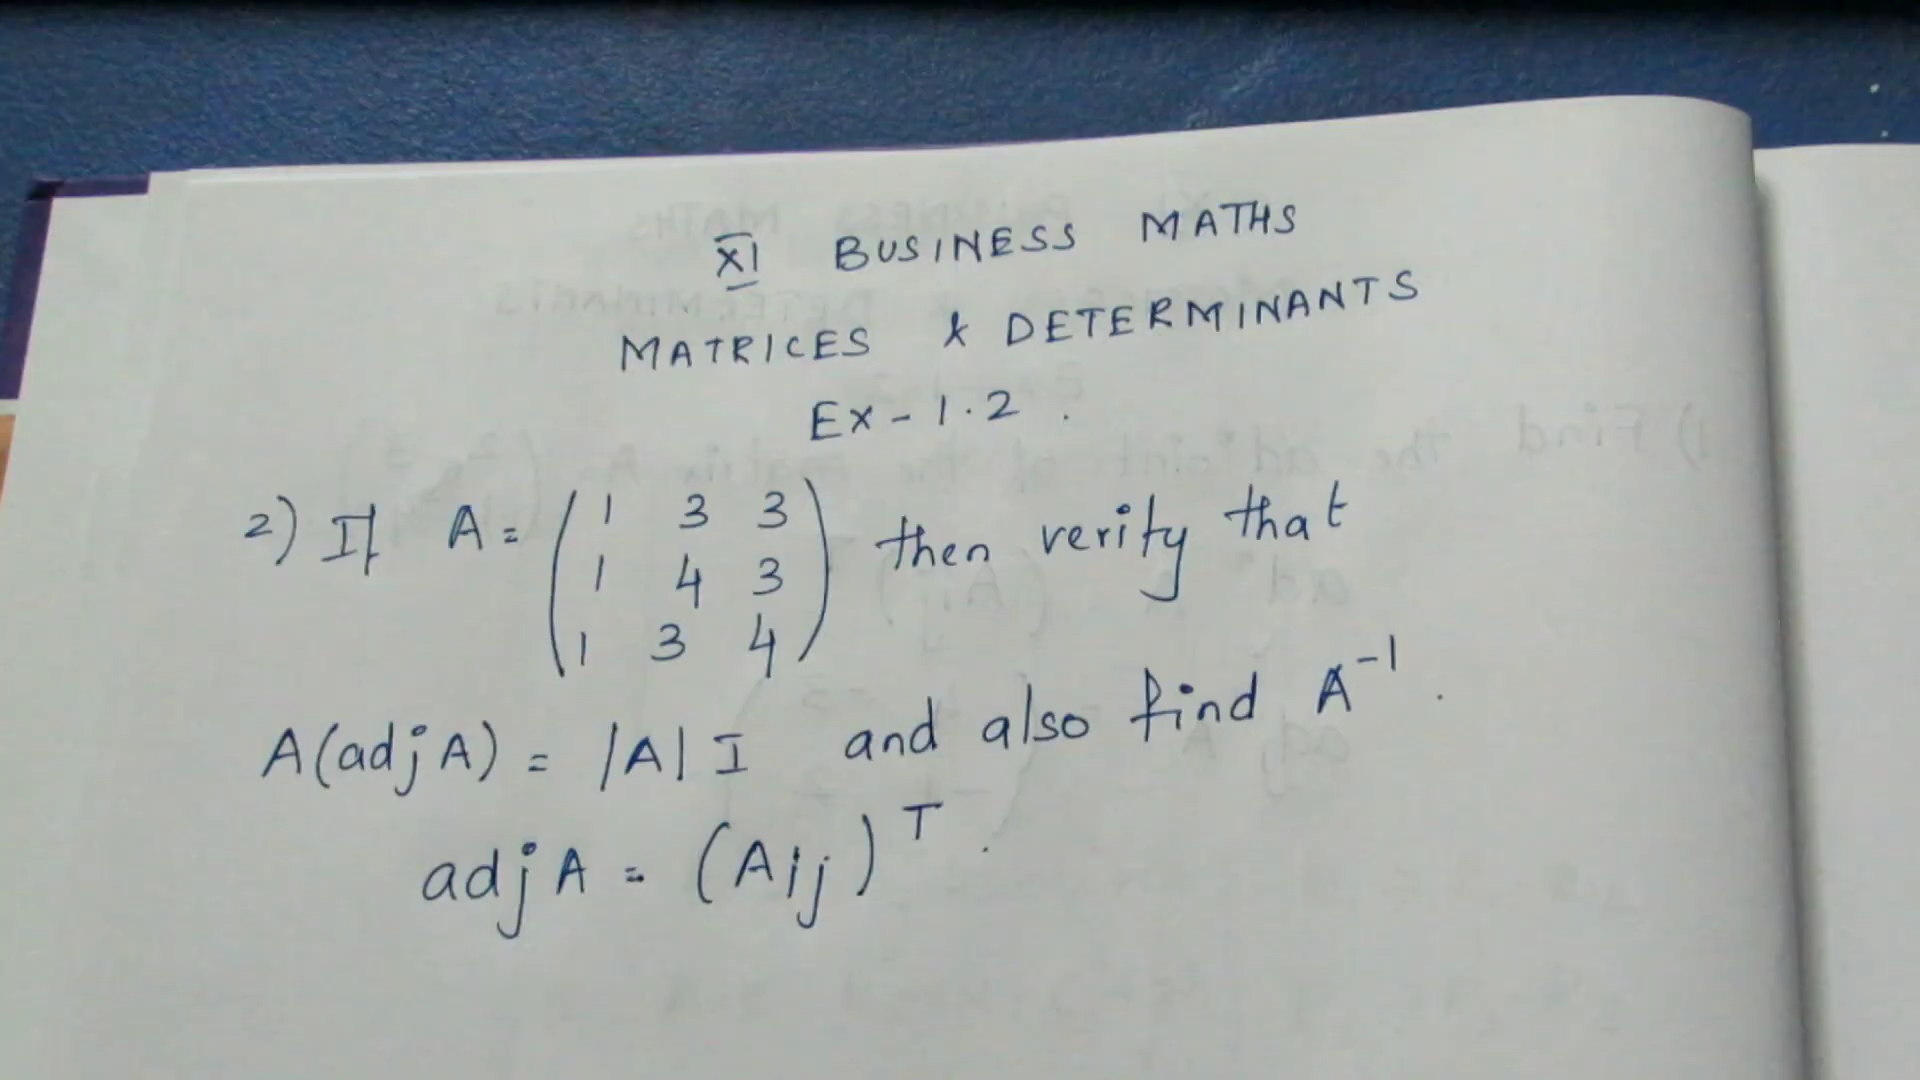 XI BUSINESS MATHS
MATRICES & DETERMINANTS
Ex - 1.2 .
2) If A = ( 1 3 3 ) then verify that
1 4 3
1 3 4
A(adj A) = |A| I and also find A⁻¹ .
adj A = (Aij)ᵀ .